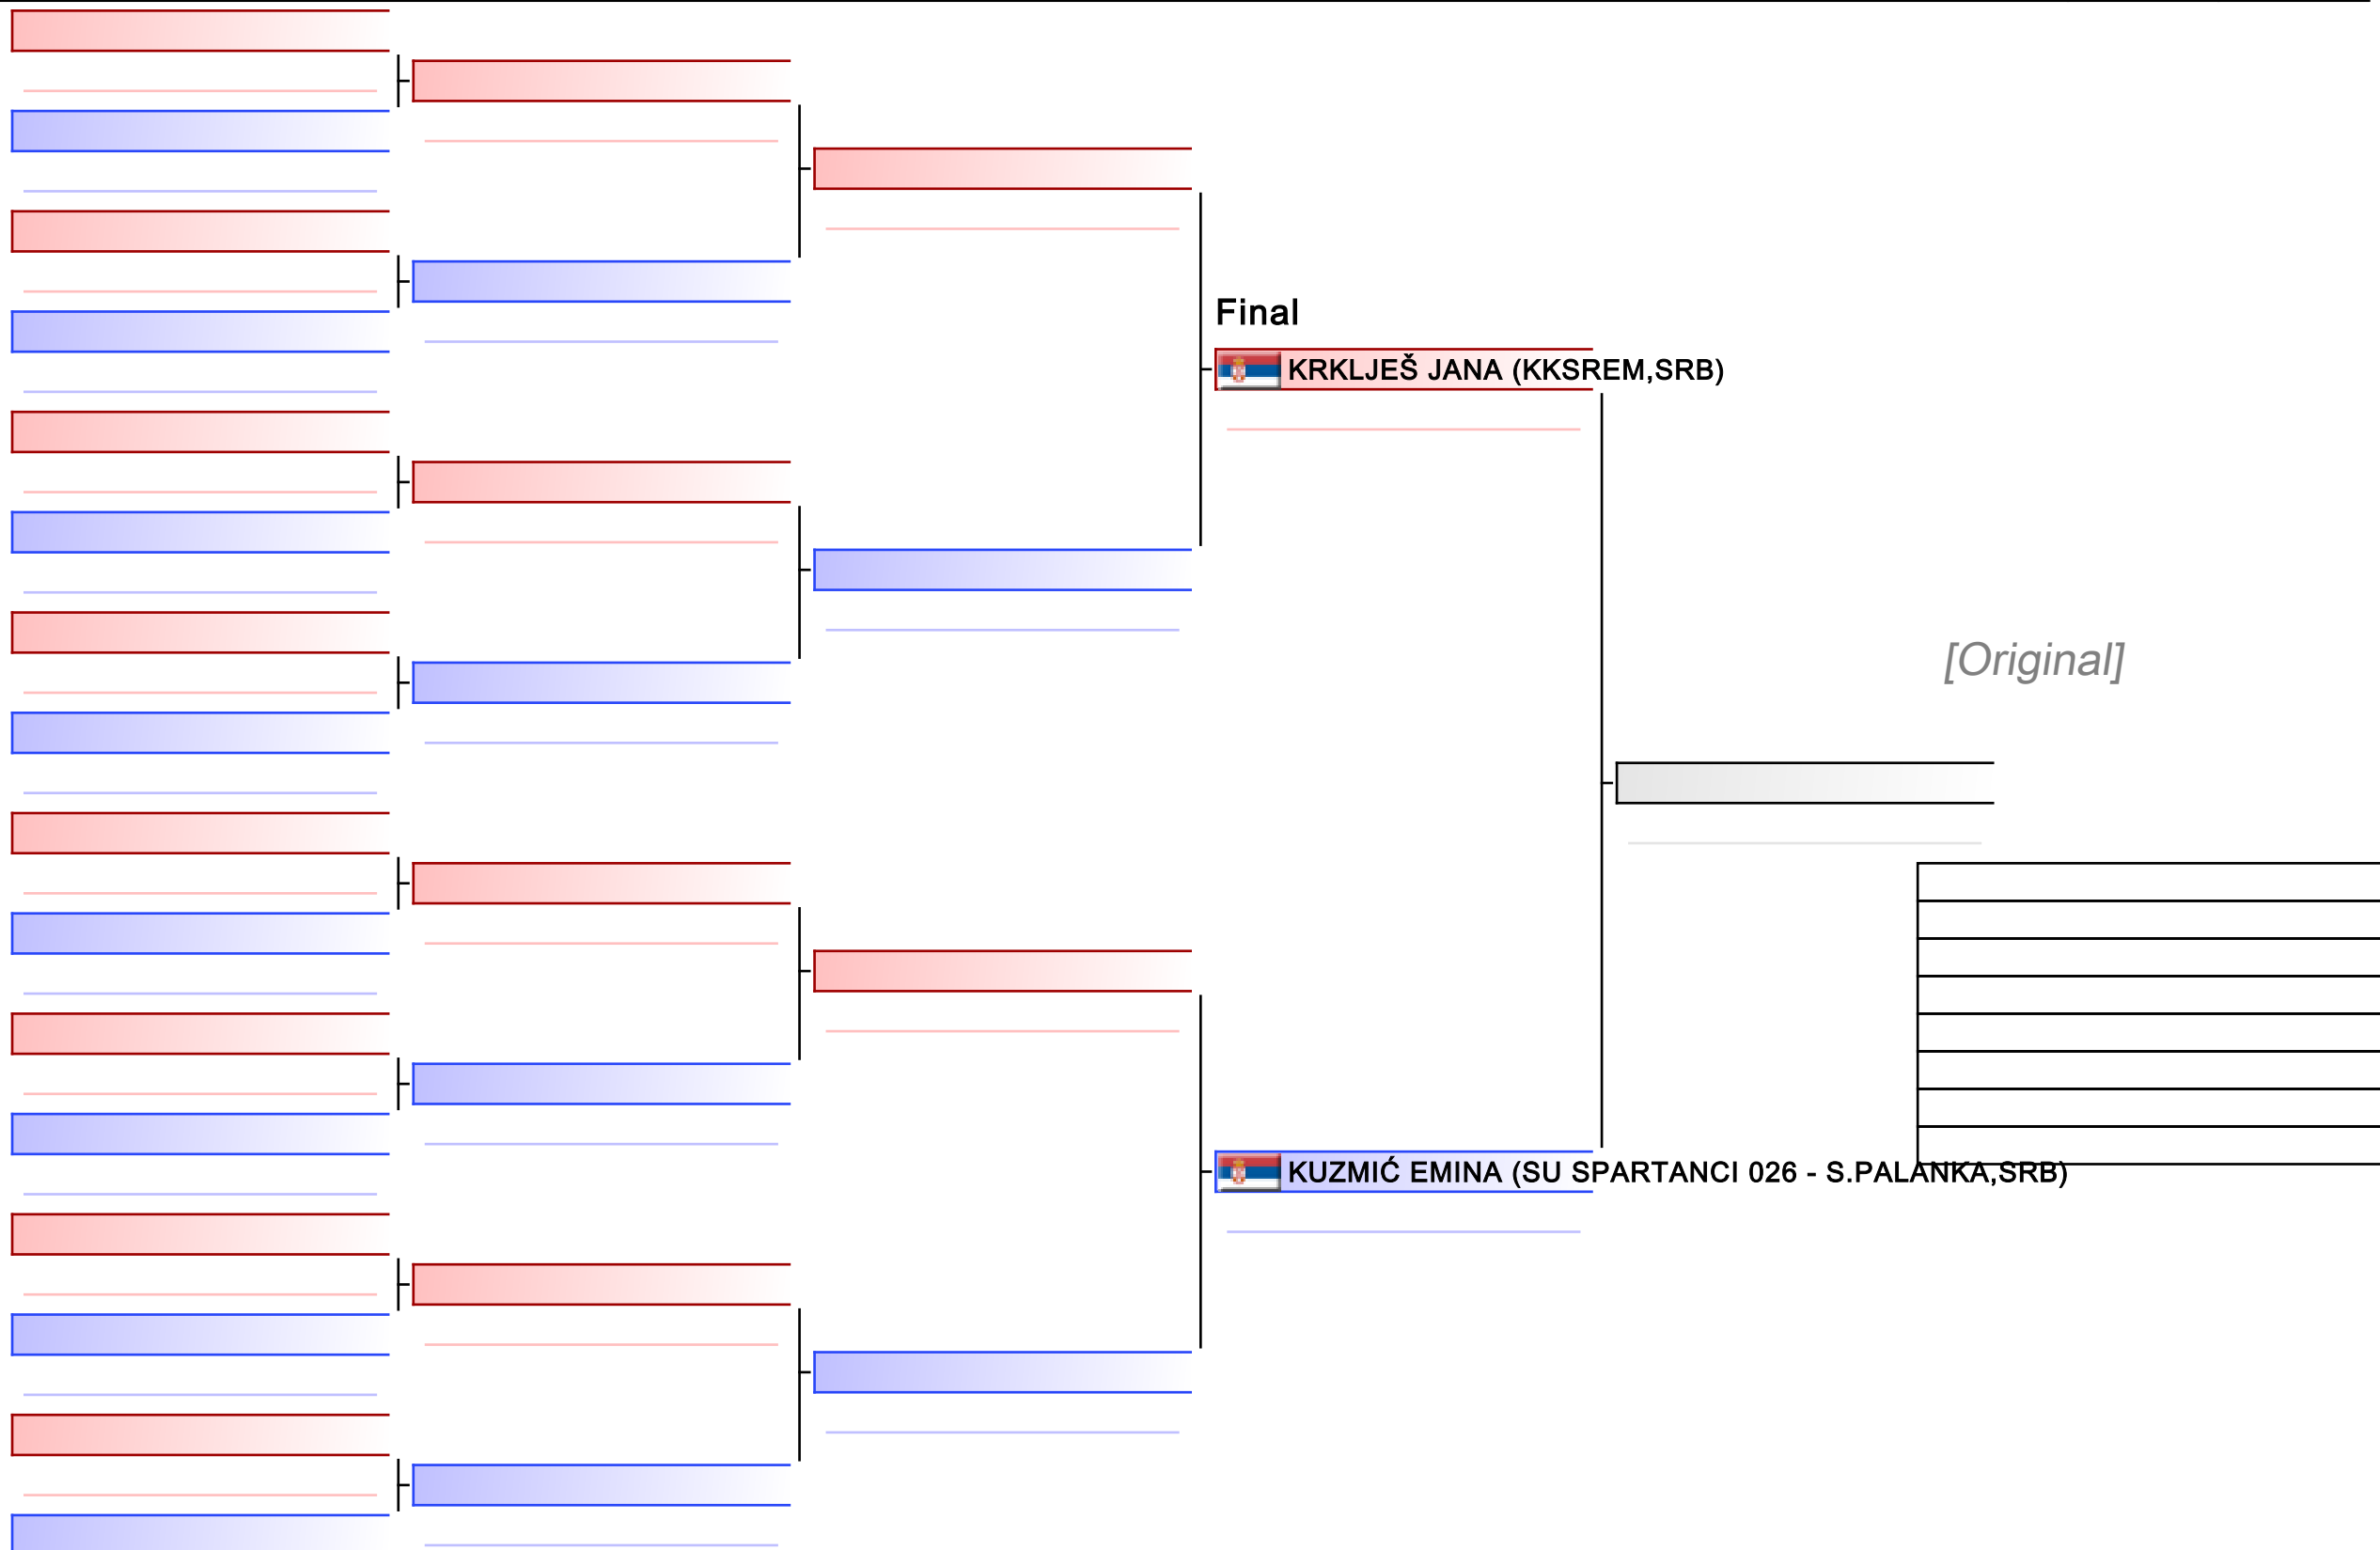 Final
KRKLJEŠ JANA (KKSREM,SRB)
[Original]
KUZMIĆ EMINA (SU SPARTANCI 026 - S.PALANKA,SRB)